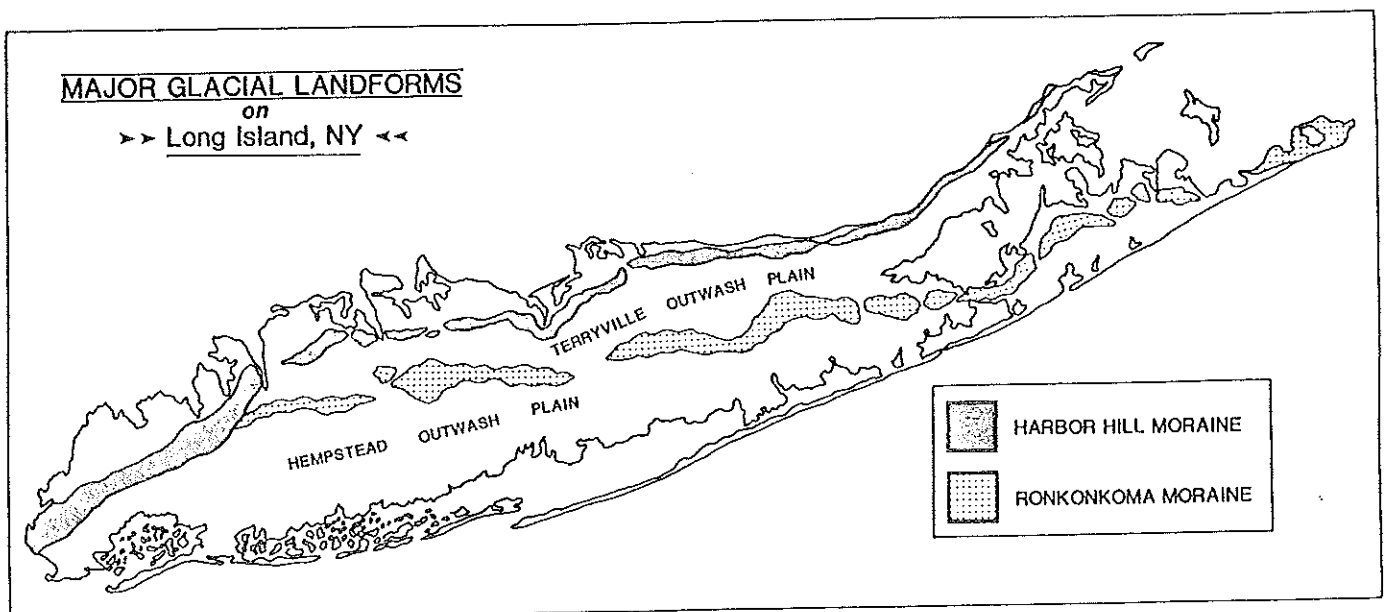 MAJOR GLACIAL LANDFORMS
on
➤➤ Long Island, NY ➤➤
TERRYVILLE OUTWASH PLAIN
HEMPSTEAD OUTWASH PLAIN
HARBOR HILL MORAINE
RONKONKOMA MORAINE